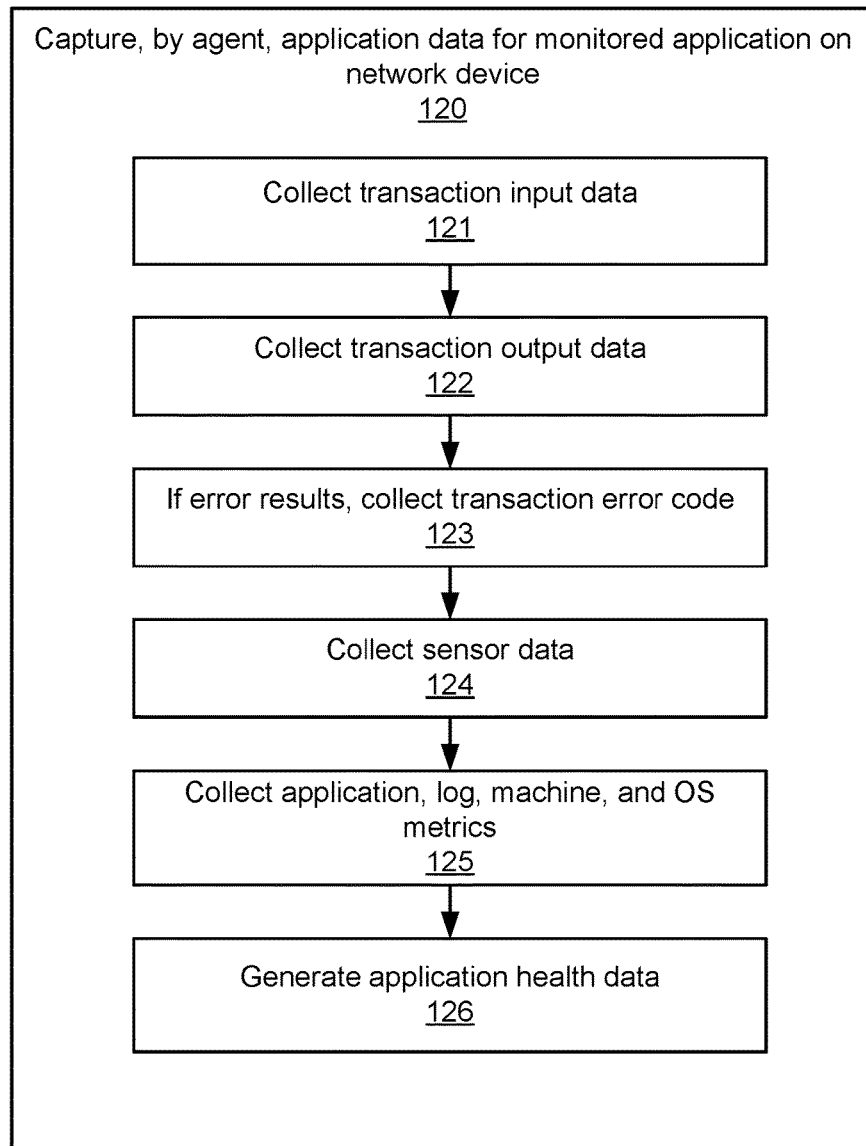 Capture, by agent, application data for monitored application on
network device
120
Collect transaction input data
121
Collect transaction output data
122
If error results, collect transaction error code
123
Collect sensor data
124
Collect application, log, machine, and OS
metrics
125
Generate application health data
126